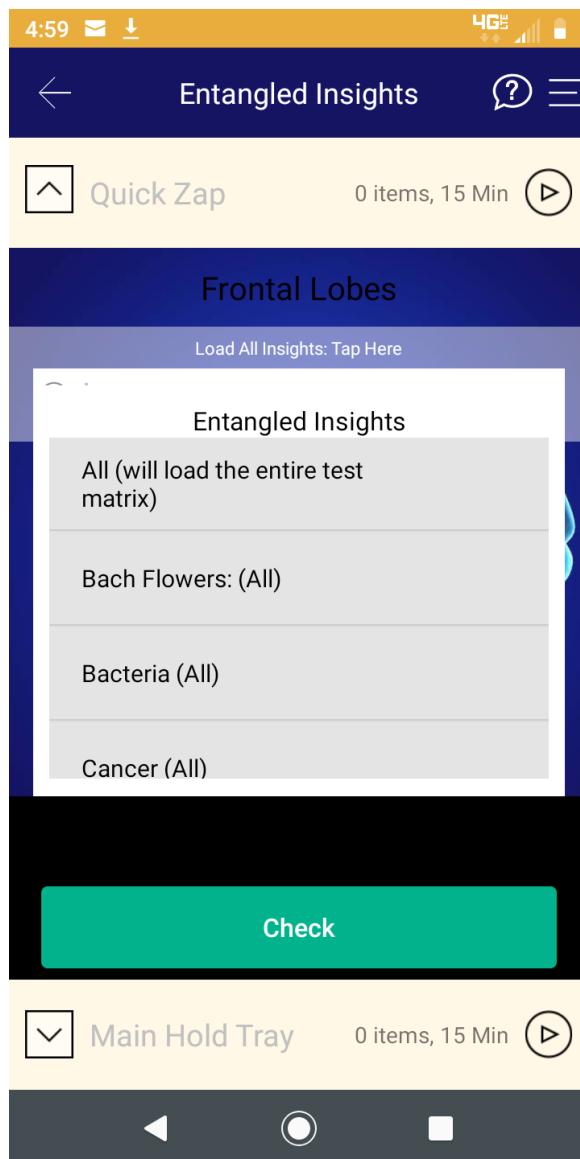 4:59
4G LTE
Entangled Insights
?
Quick Zap
0 items, 15 Min
Frontal Lobes
Load All Insights: Tap Here
Entangled Insights
All (will load the entire test
matrix)
Bach Flowers: (All)
Bacteria (All)
Cancer (All)
Check
Main Hold Tray
0 items, 15 Min